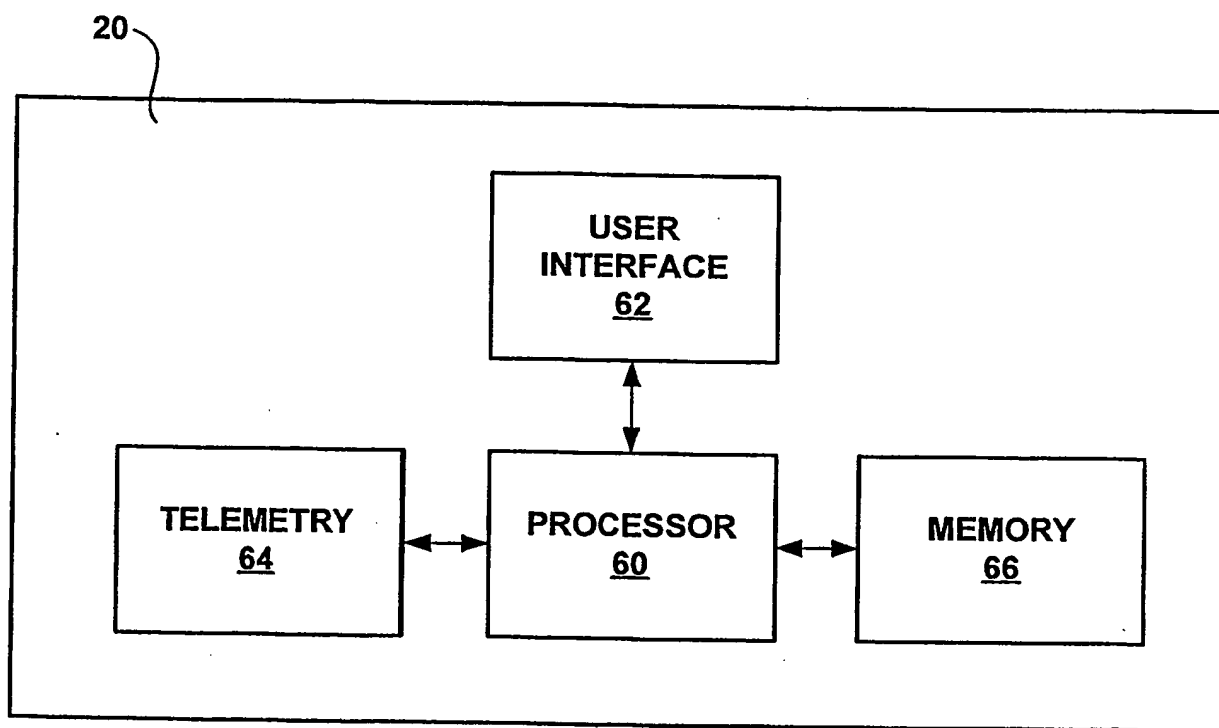 20
USER
INTERFACE
62
TELEMETRY
64
PROCESSOR
60
MEMORY
66